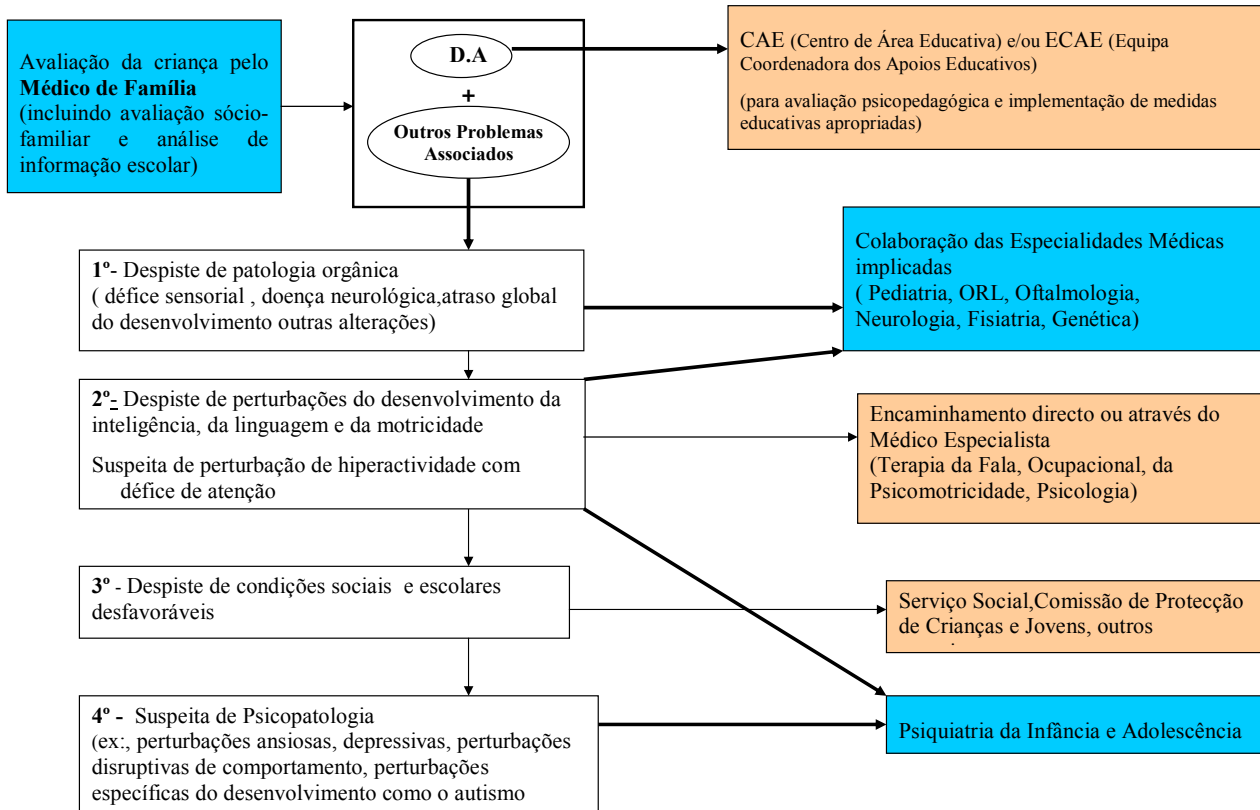 Avaliação da criança pelo
Médico de Família
(incluindo avaliação sócio-
familiar e análise de
informação escolar)
D.A
+
Outros Problemas
Associados
CAE (Centro de Área Educativa) e/ou ECAE (Equipa
Coordenadora dos Apoios Educativos)
(para avaliação psicopedagógica e implementação de medidas
educativas apropriadas)
1º- Despiste de patologia orgânica
( défice sensorial , doença neurológica,atraso global
do desenvolvimento outras alterações)
Colaboração das Especialidades Médicas
implicadas
( Pediatria, ORL, Oftalmologia,
Neurologia, Fisiatria, Genética)
2º- Despiste de perturbações do desenvolvimento da
inteligência, da linguagem e da motricidade
Suspeita de perturbação de hiperactividade com
défice de atenção
Encaminhamento directo ou através do
Médico Especialista
(Terapia da Fala, Ocupacional, da
Psicomotricidade, Psicologia)
3º - Despiste de condições sociais e escolares
desfavoráveis
Serviço Social,Comissão de Protecção
de Crianças e Jovens, outros
4º - Suspeita de Psicopatologia
(ex:, perturbações ansiosas, depressivas, perturbações
disruptivas de comportamento, perturbações
específicas do desenvolvimento como o autismo
Psiquiatria da Infância e Adolescência